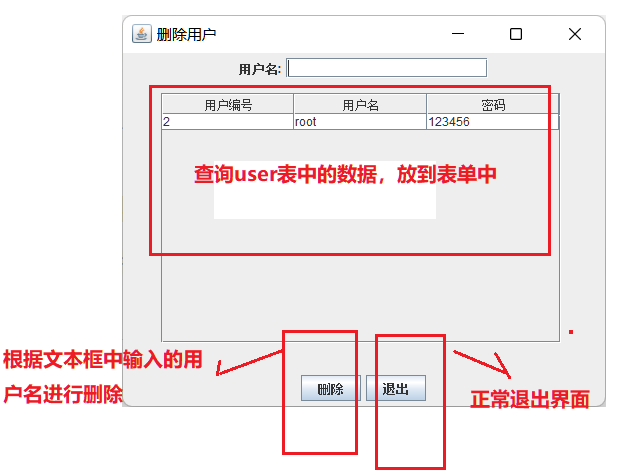 删除用户
用户名:
用户编号 用户名 密码
2 root 123456
查询user表中的数据，放到表单中
根据文本框中输入的用
户名进行删除
删除 退出
正常退出界面